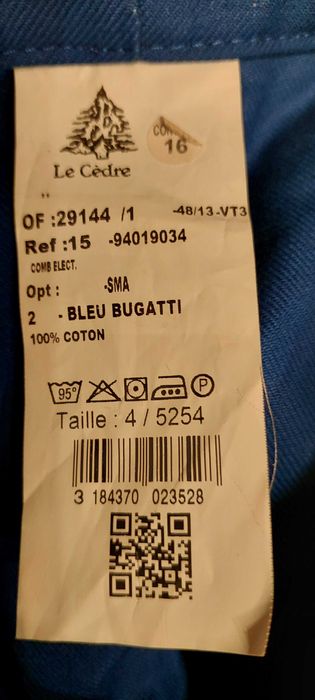 CON
16
Le Cèdre
OF :29144 /1 -48/13-VT3
Ref :15 -94019034
COMB ELECT.
Opt : -SMA
2 -BLEU BUGATTI
100% COTON
95° P
Taille : 4 / 5254
3 184370 023528